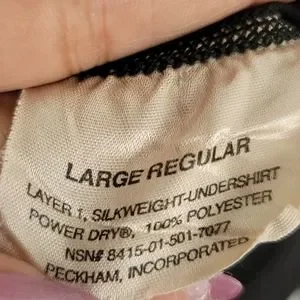 LARGE REGULAR
LAYER 1, SILKWEIGHT-UNDERSHIRT
POWER DRY®, 100% POLYESTER
NSN# 8415-01-501-7077
PECKHAM, INCORPORATED